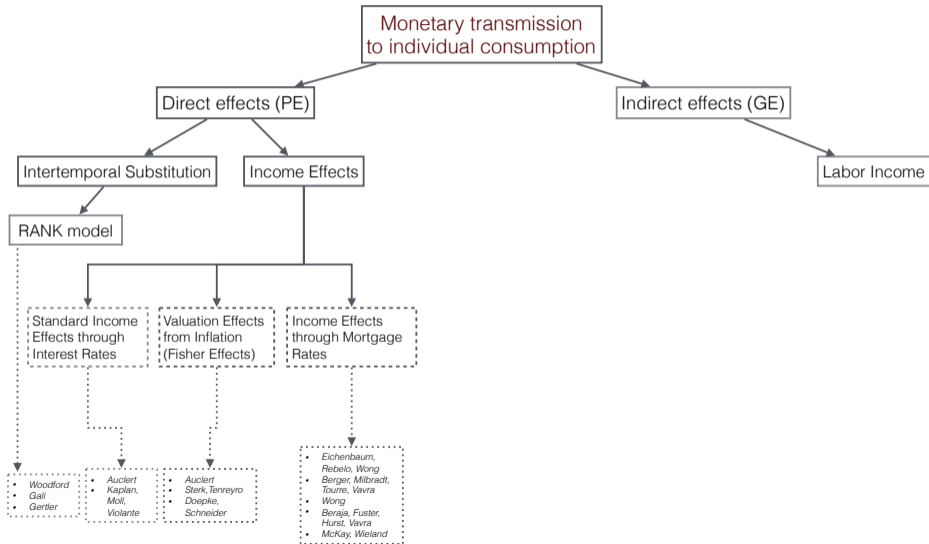 Monetary transmission
to individual consumption
Direct effects (PE)
Indirect effects (GE)
Intertemporal Substitution
Income Effects
Labor Income
RANK model
Standard Income
Effects through
Interest Rates
Valuation Effects
from Inflation
(Fisher Effects)
Income Effects
through Mortgage
Rates
• Woodford
• Gali
• Gertler
• Auclert
• Kaplan,
Moll,
Violante
• Auclert
• Sterk,Tenreyro
• Doepke,
Schneider
• Eichenbaum,
Rebelo, Wong
• Berger, Milbradt,
Tourre, Vavra
• Wong
• Beraja, Fuster,
Hurst, Vavra
• McKay, Wieland